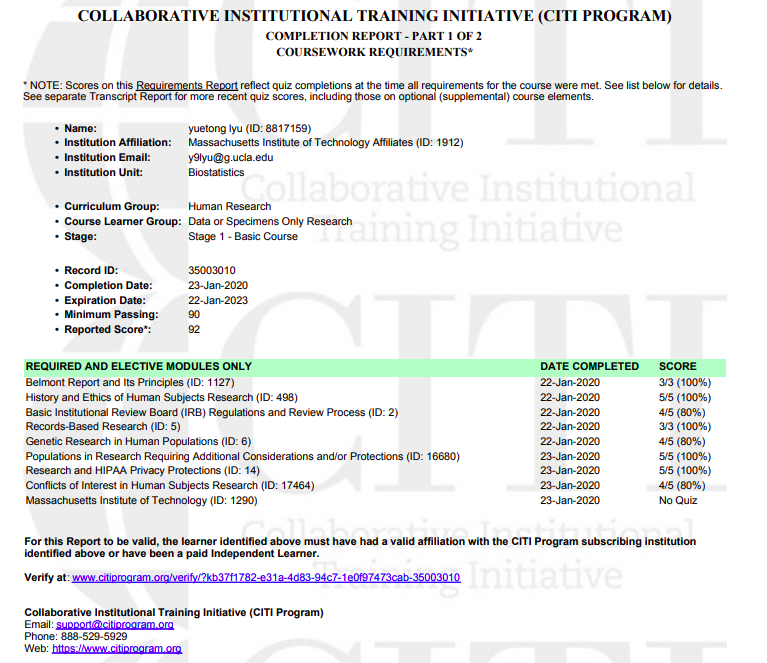 COLLABORATIVE INSTITUTIONAL TRAINING INITIATIVE (CITI PROGRAM)
COMPLETION REPORT - PART 1 OF 2
COURSEWORK REQUIREMENTS*
* NOTE: Scores on this Requirements Report reflect quiz completions at the time all requirements for the course were met. See list below for details.
See separate Transcript Report for more recent quiz scores, including those on optional (supplemental) course elements.
• Name: yuetong lyu (ID: 8817159)
• Institution Affiliation: Massachusetts Institute of Technology Affiliates (ID: 1912)
• Institution Email: y9lyu@g.ucla.edu
• Institution Unit: Biostatistics
Collaborative Institutional
Training Initiative
• Curriculum Group: Human Research
• Course Learner Group: Data or Specimens Only Research
• Stage: Stage 1 - Basic Course
• Record ID: 35003010
• Completion Date: 23-Jan-2020
• Expiration Date: 22-Jan-2023
• Minimum Passing: 90
• Reported Score*: 92
CITI
REQUIRED AND ELECTIVE MODULES ONLY DATE COMPLETED SCORE
Belmont Report and Its Principles (ID: 1127) 22-Jan-2020 3/3 (100%)
History and Ethics of Human Subjects Research (ID: 498) 22-Jan-2020 5/5 (100%)
Basic Institutional Review Board (IRB) Regulations and Review Process (ID: 2) 22-Jan-2020 4/5 (80%)
Records-Based Research (ID: 5) 22-Jan-2020 3/3 (100%)
Genetic Research in Human Populations (ID: 6) 22-Jan-2020 4/5 (80%)
Populations in Research Requiring Additional Considerations and/or Protections (ID: 16680) 23-Jan-2020 5/5 (100%)
Research and HIPAA Privacy Protections (ID: 14) 23-Jan-2020 5/5 (100%)
Conflicts of Interest in Human Subjects Research (ID: 17464) 23-Jan-2020 4/5 (80%)
Massachusetts Institute of Technology (ID: 1290) 23-Jan-2020 No Quiz
For this Report to be valid, the learner identified above must have had a valid affiliation with the CITI Program subscribing institution
identified above or have been a paid Independent Learner.
Collaborative Institutional
Training Initiative
Verify at: www.citiprogram.org/verify/?kb37f1782-e31a-4d83-94c7-1e0f97473cab-35003010
Collaborative Institutional Training Initiative (CITI Program)
Email: support@citiprogram.org
Phone: 888-529-5929
Web: https://www.citiprogram.org